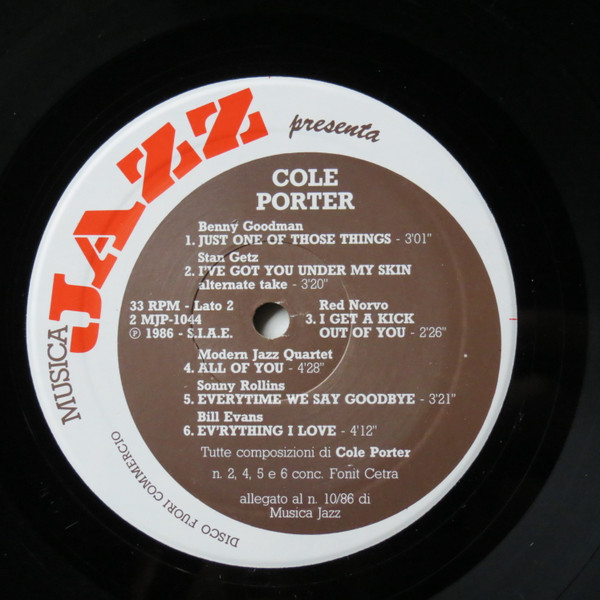 MUSICA JAZZ presenta
COLE
PORTER
Benny Goodman
1. JUST ONE OF THOSE THINGS - 3'01"
Stan Getz
2. I'VE GOT YOU UNDER MY SKIN
alternate take - 3'20"
33 RPM - Lato 2
2 MJP-1044
Ⓟ 1986 - S.I.A.E.
Red Norvo
3. I GET A KICK
OUT OF YOU - 2'26"
Modern Jazz Quartet
4. ALL OF YOU - 4'28"
Sonny Rollins
5. EVERYTIME WE SAY GOODBYE - 3'21"
Bill Evans
6. EV'RYTHING I LOVE - 4'12"
Tutte composizioni di Cole Porter
n. 2, 4, 5 e 6 conc. Fonit Cetra
allegato al n. 10/86 di
Musica Jazz
DISCO FUORI COMMERCIO